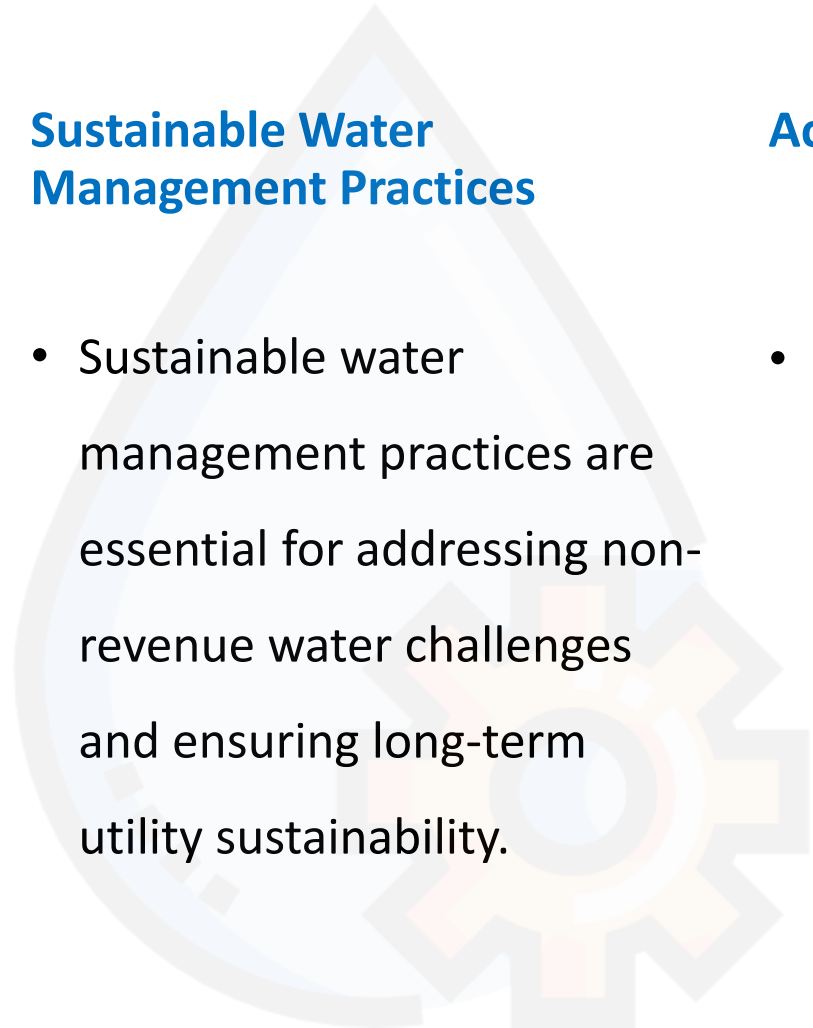 Sustainable Water
Management Practices
• Sustainable water
management practices are
essential for addressing non-
revenue water challenges
and ensuring long-term
utility sustainability.
•